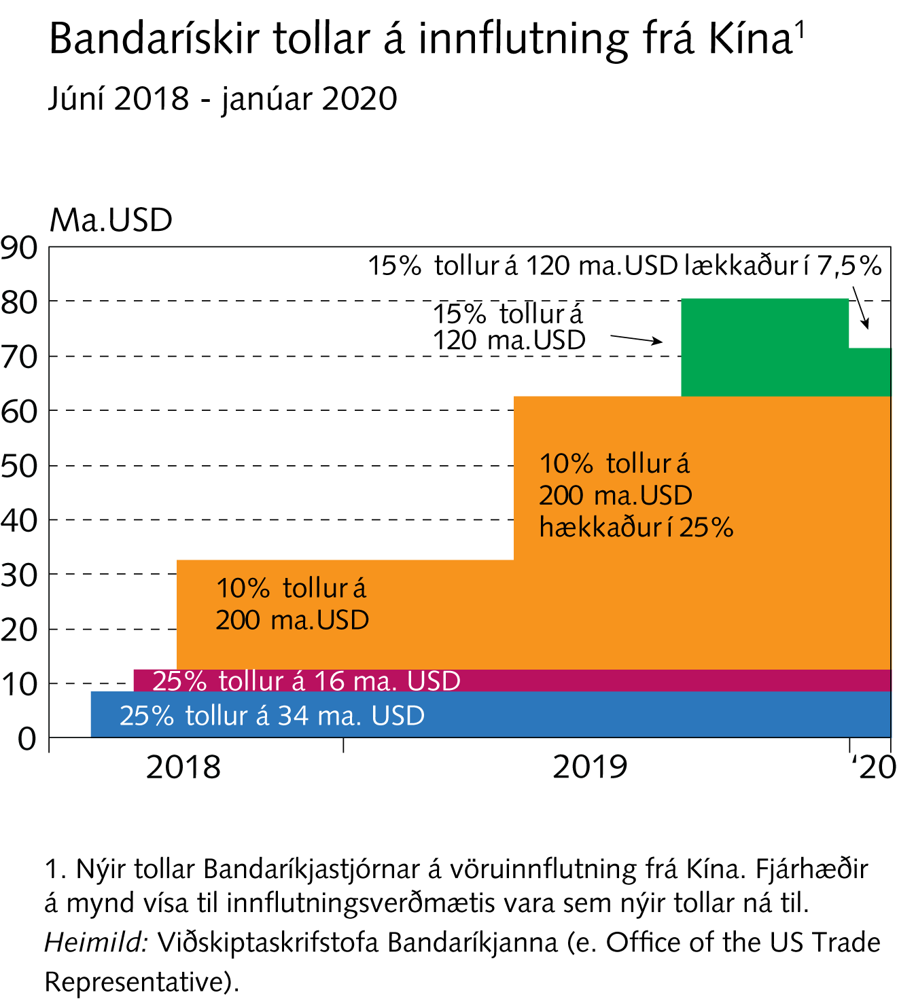 Bandarískir tollar á innflutning frá Kína¹
Júní 2018 - janúar 2020
Ma.USD
90
80
70
60
50
40
30
20
10
0
15% tollur á 120 ma.USD lækkaður í 7,5%
15% tollur á
120 ma.USD
10% tollur á
200 ma.USD
hækkaður í 25%
10% tollur á
200 ma.USD
25% tollur á 16 ma. USD
25% tollur á 34 ma. USD
2018 2019 ‘20
1. Nýir tollar Bandaríkjastjórnar á vöruinnflutning frá Kína. Fjárhæðir
á mynd vísa til innflutningsverðmætis vara sem nýir tollar ná til.
Heimild: Viðskiptaskrifstofa Bandaríkjanna (e. Office of the US Trade
Representative).